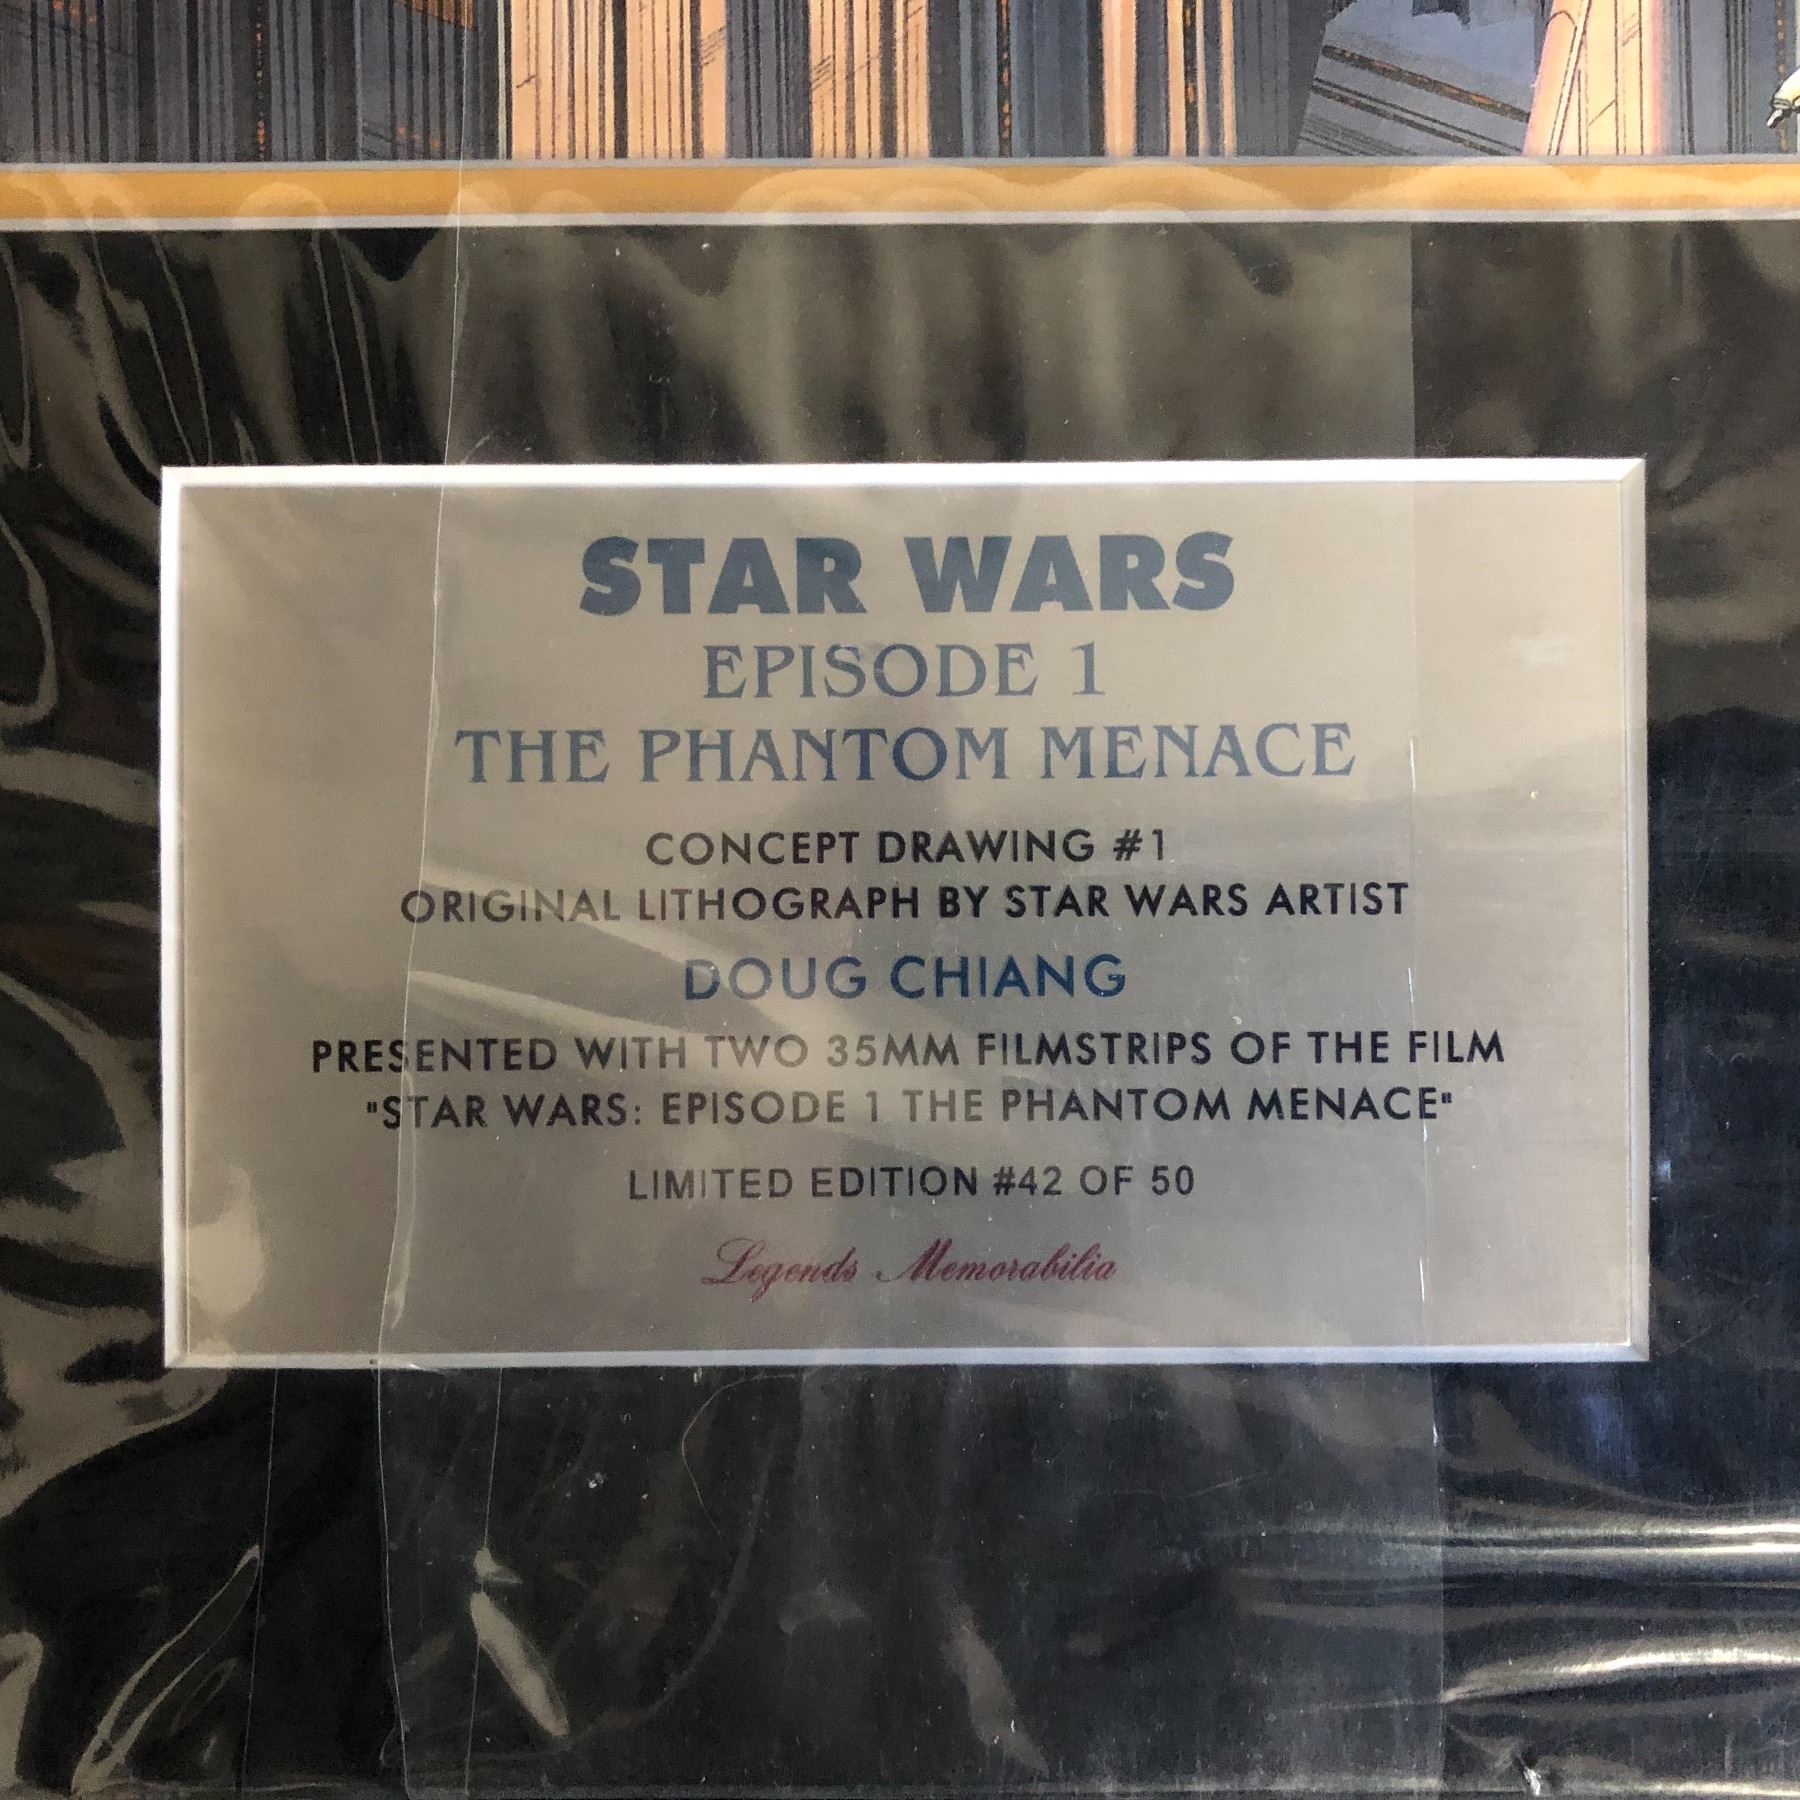 STAR WARS
EPISODE 1
THE PHANTOM MENACE
CONCEPT DRAWING #1
ORIGINAL LITHOGRAPH BY STAR WARS ARTIST
DOUG CHIANG
PRESENTED WITH TWO 35MM FILMSTRIPS OF THE FILM
"STAR WARS: EPISODE 1 THE PHANTOM MENACE"
LIMITED EDITION #42 OF 50
Legends Memorabilia